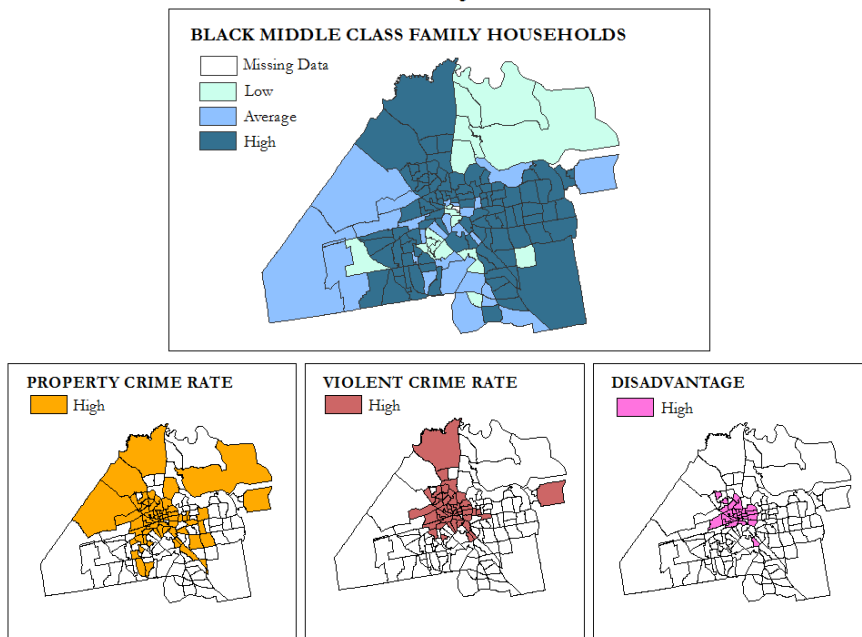 BLACK MIDDLE CLASS FAMILY HOUSEHOLDS
Missing Data
Low
Average
High
PROPERTY CRIME RATE
High
VIOLENT CRIME RATE
High
DISADVANTAGE
High